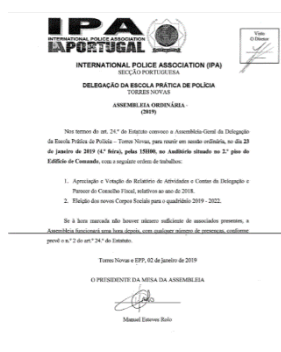 IPA
INTERNATIONAL POLICE ASSOCIATION
PORTUGAL
Visto
O Diretor
INTERNATIONAL POLICE ASSOCIATION (IPA)
SECÇÃO PORTUGUESA
DELEGAÇÃO DA ESCOLA PRÁTICA DE POLÍCIA
TORRES NOVAS
ASSEMBLEIA ORDINÁRIA -
(2019)
Nos termos do art. 24.º do Estatuto convoco a Assembleia-Geral da Delegação
da Escola Prática de Polícia – Torres Novas, para reunir em sessão ordinária, no dia 23
de janeiro de 2019 (4.ª feira), pelas 15H00, no Auditório situado no 2.º piso do
Edifício de Comando, com a seguinte ordem de trabalhos:
1. Apreciação e Votação do Relatório de Atividades e Contas da Delegação e
Parecer do Conselho Fiscal, relativos ao ano de 2018.
2. Eleição dos novos Corpos Sociais para o quadriénio 2019 - 2022.
Se à hora marcada não houver número suficiente de associados presentes, a
Assembleia funcionará uma hora depois, com qualquer número de presenças, conforme
prevê o n.º 2 do art.º 24.º do Estatuto.
Torres Novas e EPP, 02 de janeiro de 2019
O PRESIDENTE DA MESA DA ASSEMBLEIA
Manuel Esteves